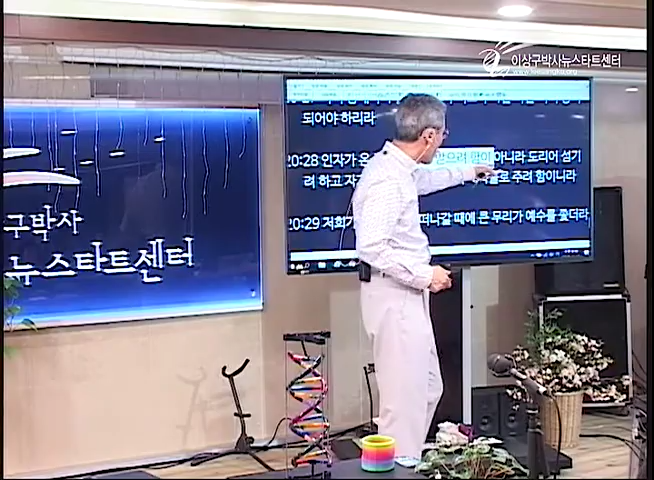 이상구박사뉴스타트센터
되어야 하리라
20:28 인자가
받으려 함이 아니라 도리어 섬기
려 하고
로 주려 함이니라
20:29 저희가
떠나갈 때에 큰 무리가 예수를 좇더라
구박사
뉴스타트센터